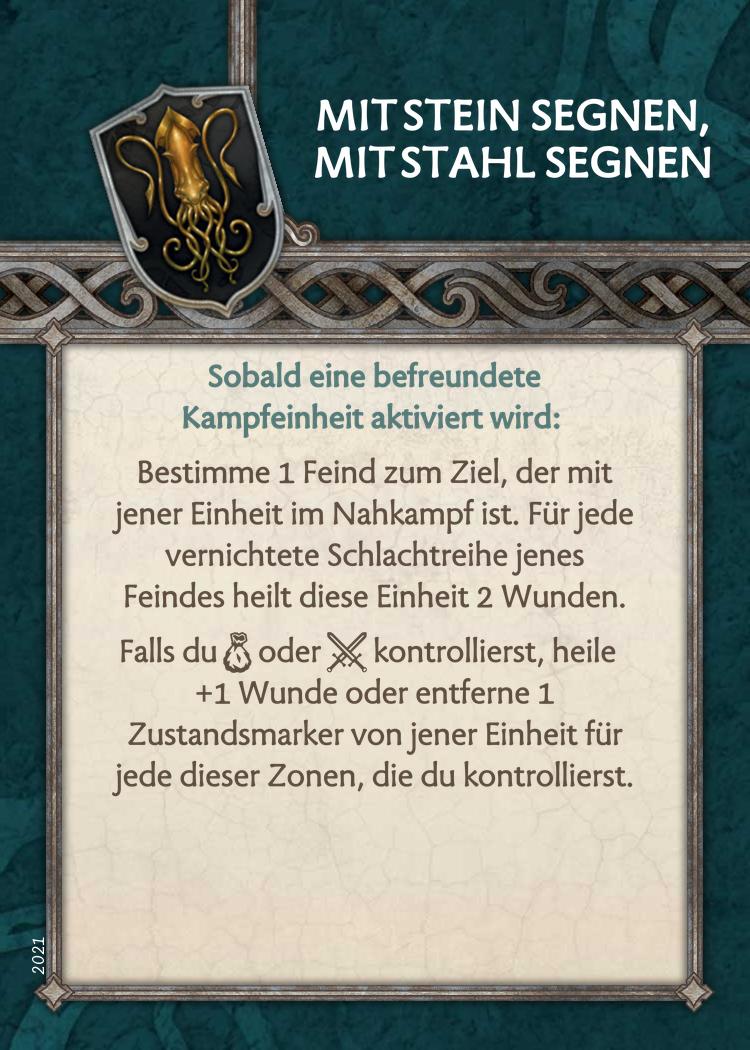 MIT STEIN SEGNEN,
MIT STAHL SEGNEN
Sobald eine befreundete
Kampfeinheit aktiviert wird:
Bestimme 1 Feind zum Ziel, der mit
jener Einheit im Nahkampf ist. Für jede
vernichtete Schlachtreihe jenes
Feindes heilt diese Einheit 2 Wunden.
Falls du oder kontrollierst, heile
+1 Wunde oder entferne 1
Zustandsmarker von jener Einheit für
jede dieser Zonen, die du kontrollierst.
2021